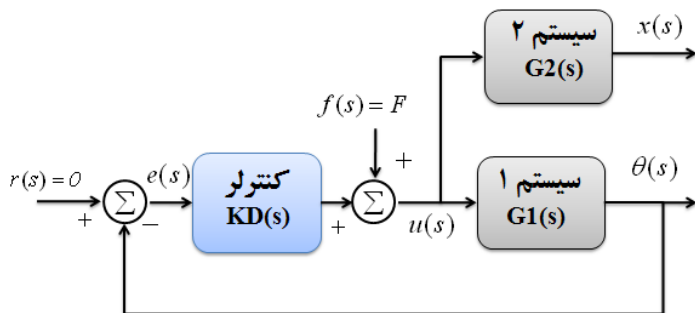 سیستم ۲
G2(s)
x(s)
f(s) = F
+
r(s)=0
+
Σ
−
e(s)
کنترلر
KD(s)
+
Σ
u(s)
سیستم ۱
G1(s)
θ(s)